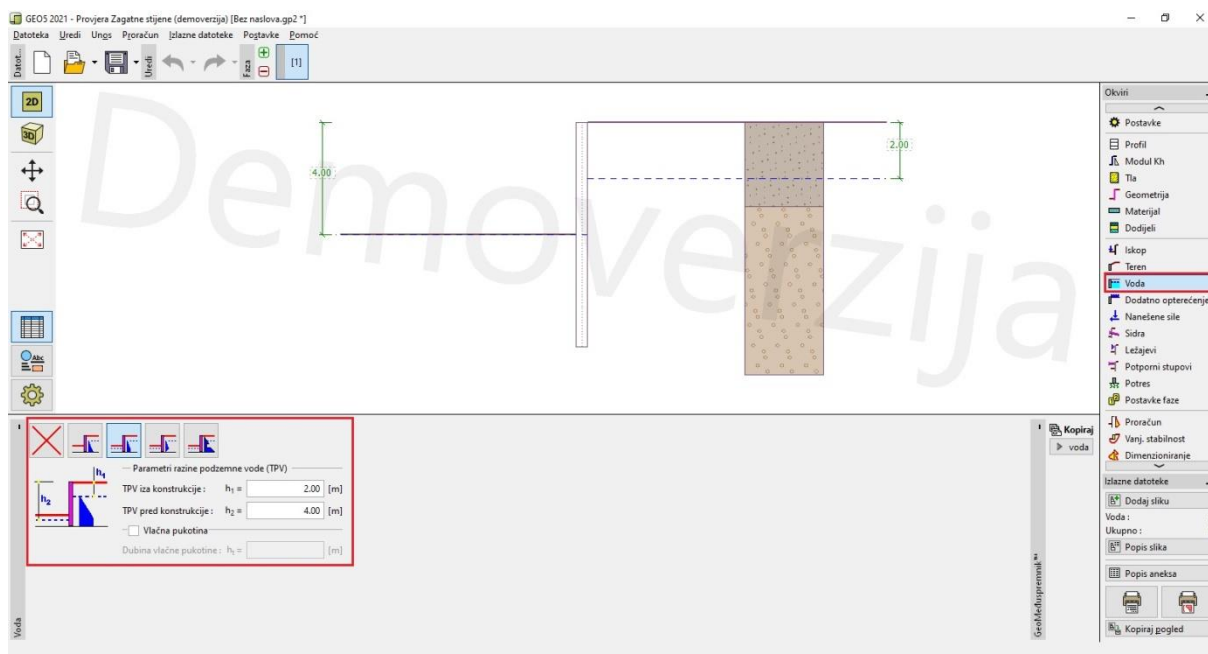 GEO5 2021 - Provjera Zagatne stijene (demoverzija) [Bez naslova.gp2 *]
Datoteka Uredi Unos Proračun Izlazne datoteke Postavke Pomoć
Datot...
Uredi
Faza
[1]
2D
3D
Abc
Demoverzija
4.00
2.00
Okviri
Postavke
Profil
Modul Kh
Tla
Geometrija
Materijal
Dodijeli
Iskop
Teren
Voda
Dodatno opterećenje
Nanešene sile
Sidra
Ležajevi
Potporni stupovi
Potres
Postavke faze
Proračun
Vanj. stabilnost
Dimenzioniranje
Izlazne datoteke
Dodaj sliku
Voda :
Ukupno :
Popis slika
Popis aneksa
Kopiraj pogled
Voda
h1
h2
Parametri razine podzemne vode (TPV)
TPV iza konstrukcije : h1 = 2.00 [m]
TPV pred konstrukcije : h2 = 4.00 [m]
Vlačna pukotina
Dubina vlačne pukotine : ht = [m]
GeoMeđuspremnik™
Kopiraj
voda